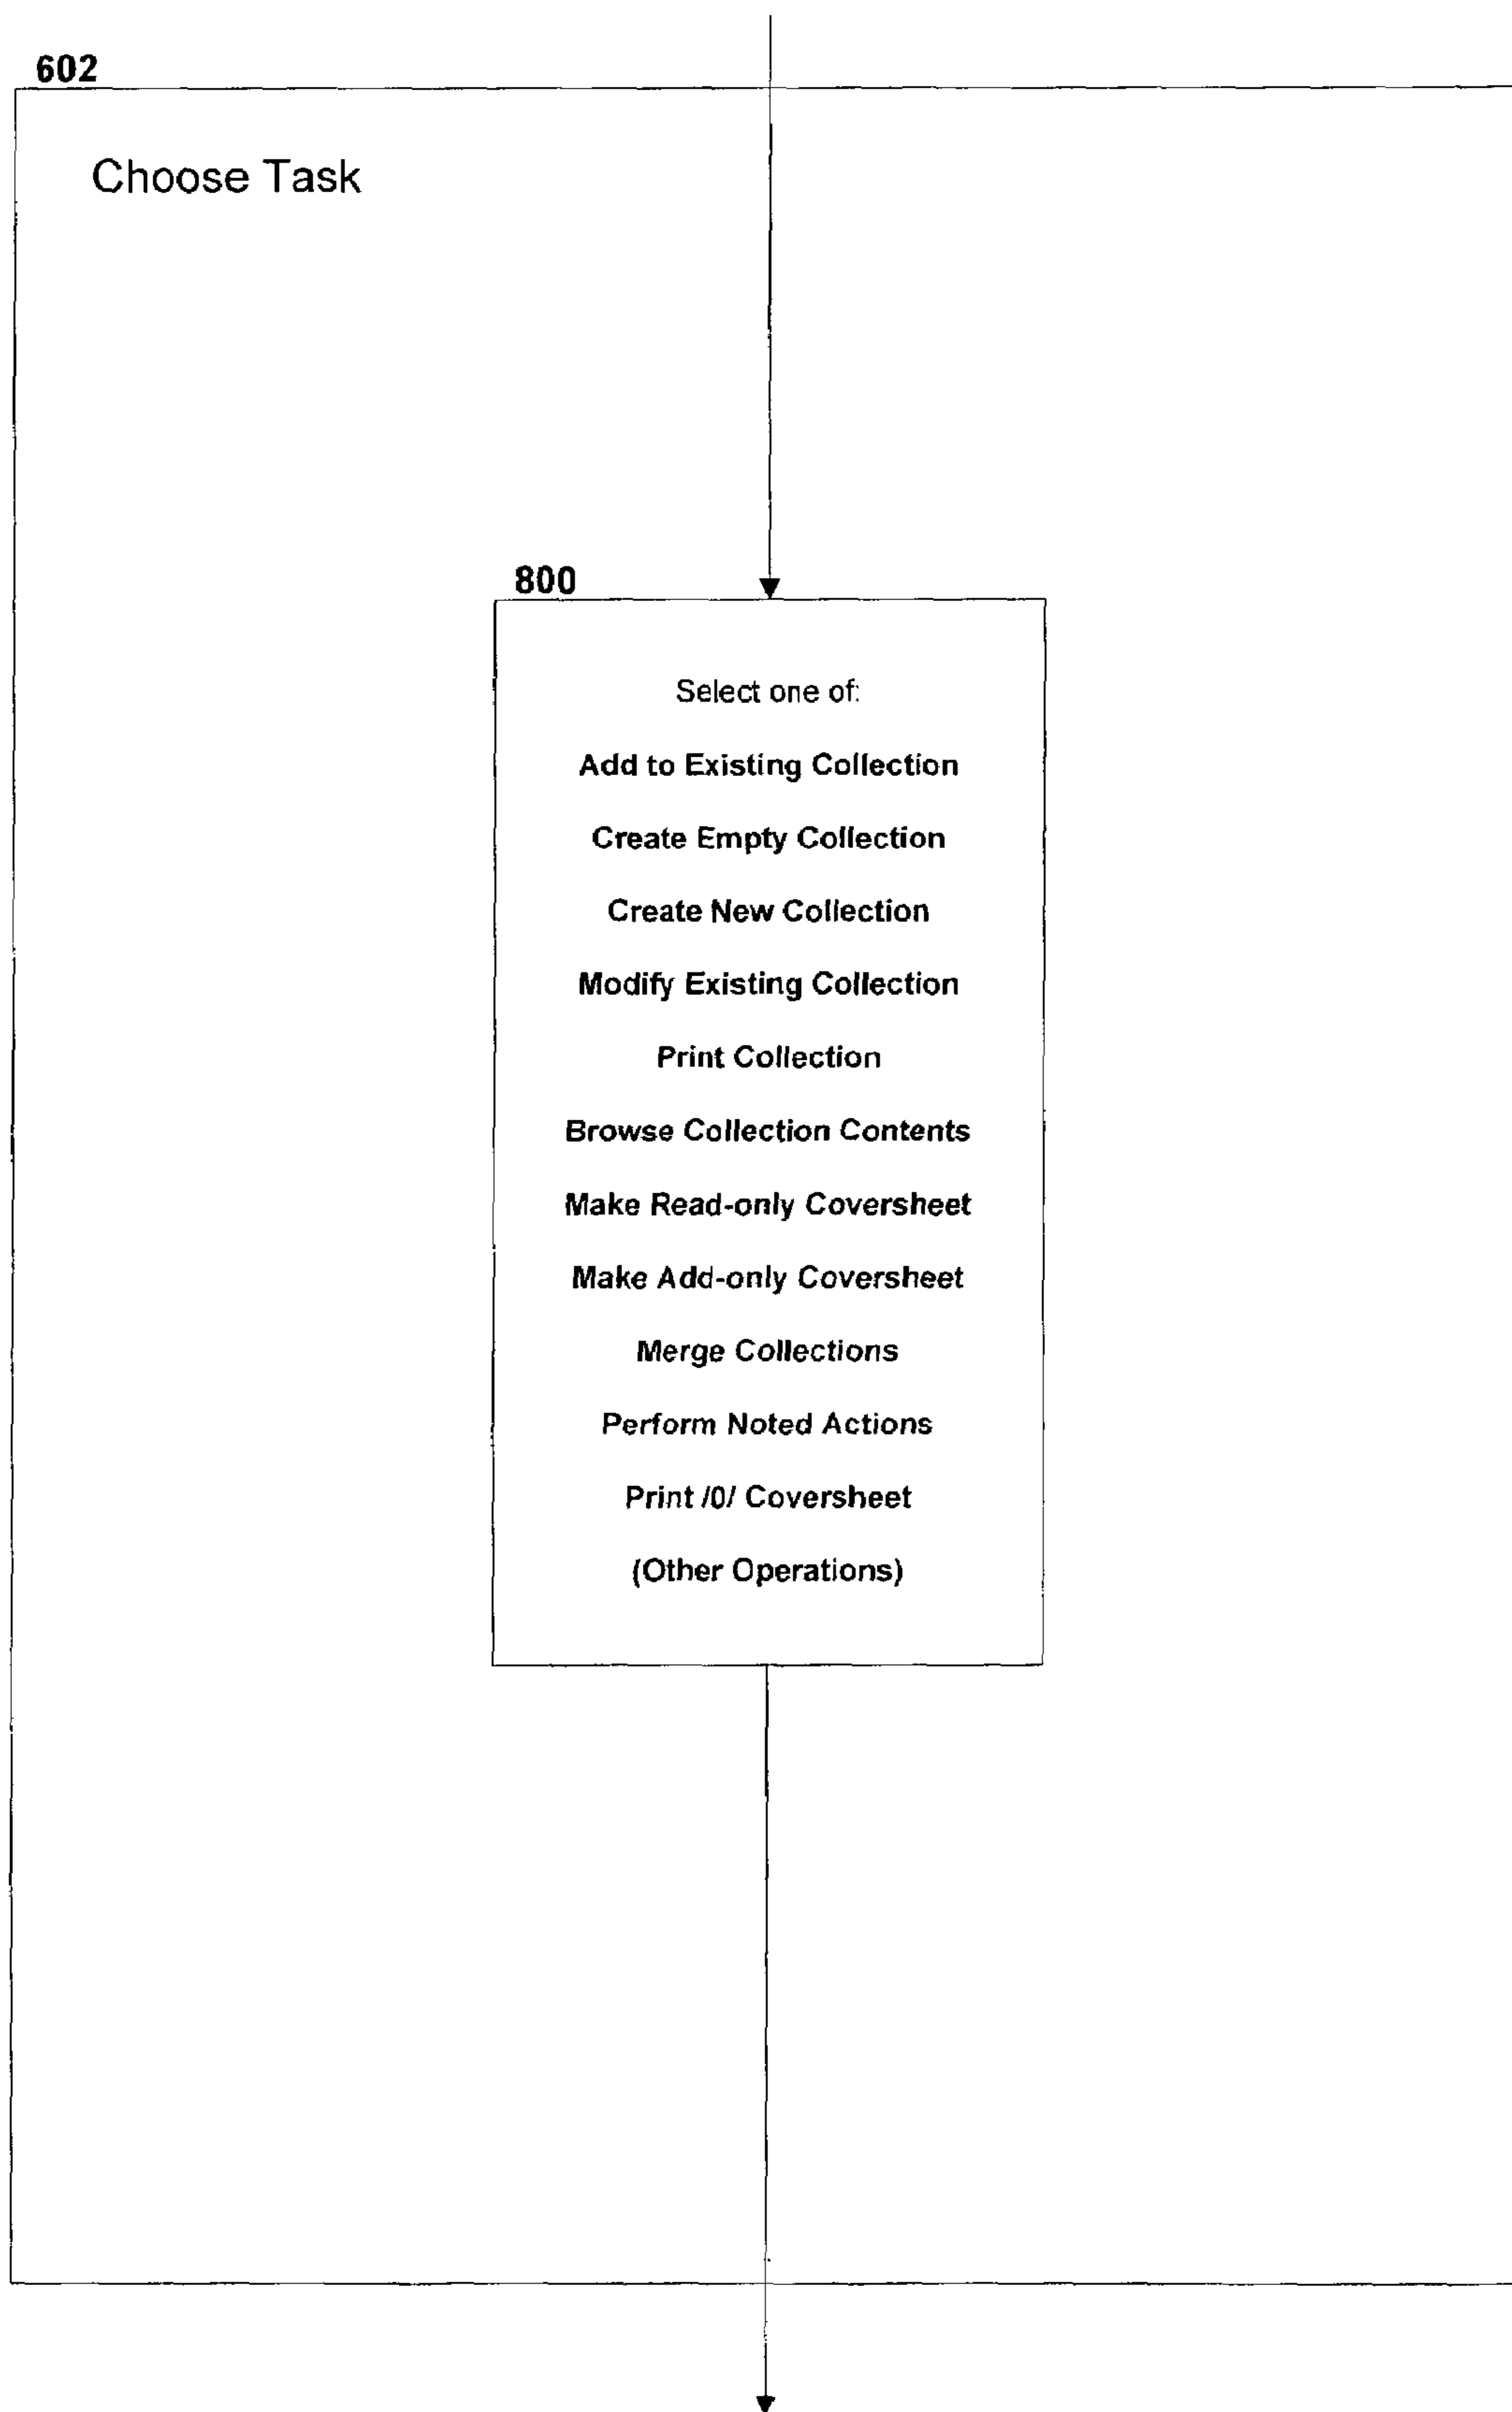 602
Choose Task
800
Select one of:
Add to Existing Collection
Create Empty Collection
Create New Collection
Modify Existing Collection
Print Collection
Browse Collection Contents
Make Read-only Coversheet
Make Add-only Coversheet
Merge Collections
Perform Noted Actions
Print /0/ Coversheet
(Other Operations)